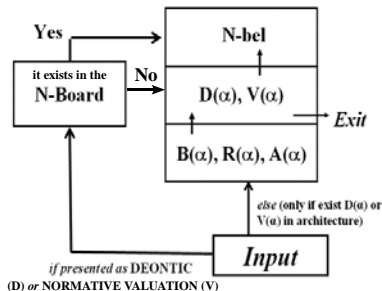 Yes
N-bel
it exists in the
N-Board
No
D(α), V(α)
Exit
B(α), R(α), A(α)
else (only if exist D(α) or
V(α) in architecture)
Input
if presented as DEONTIC
(D) or NORMATIVE VALUATION (V)